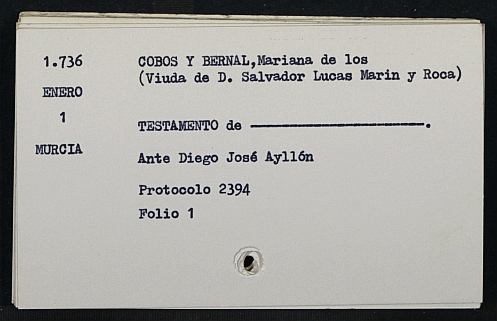 1.736
COBOS Y BERNAL,Mariana de los
(Viuda de D. Salvador Lucas Marin y Roca)
ENERO
1
TESTAMENTO de ———————————.
MURCIA
Ante Diego José Ayllón
Protocolo 2394
Folio 1